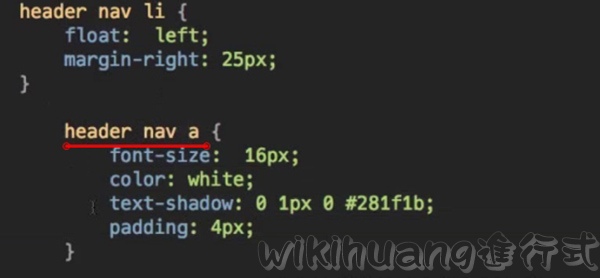 header nav li {
float:  left;
margin-right: 25px;
}
header nav a {
font-size:  16px;
color: white;
text-shadow: 0 1px 0 #281f1b;
padding: 4px;
}
wikihuang進行式